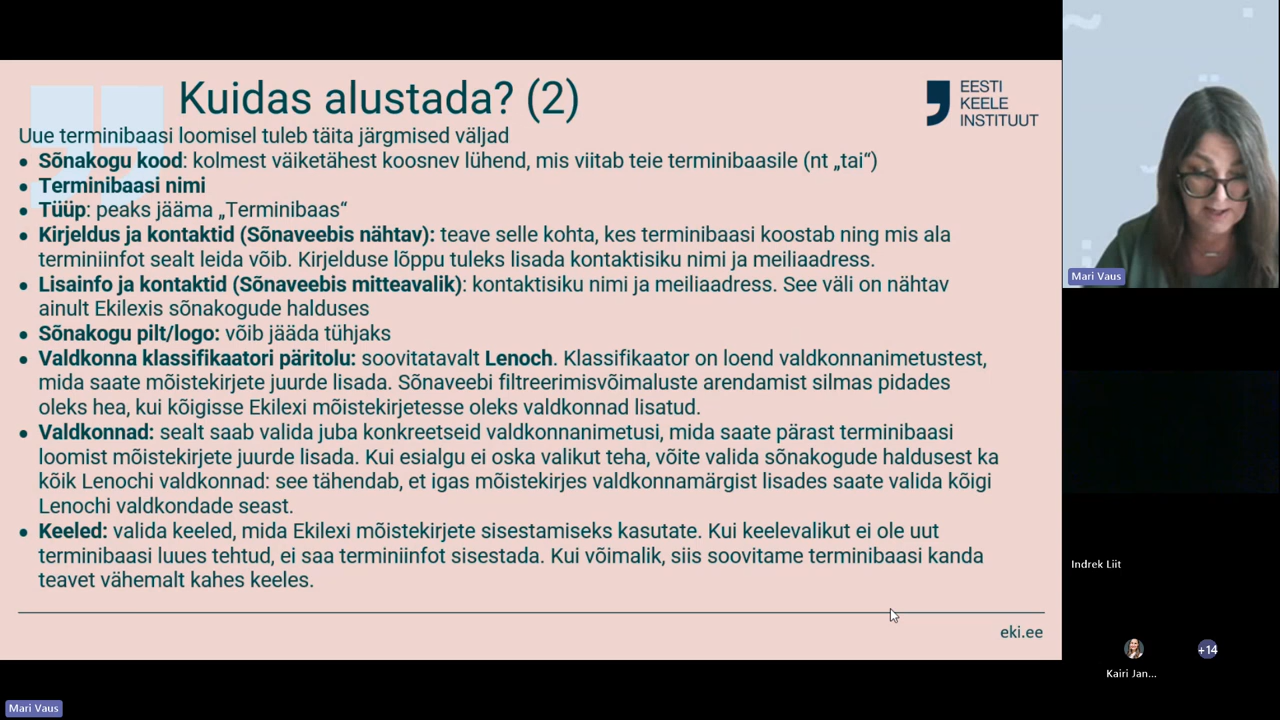 Kuidas alustada? (2)
EESTI
KEELE
INSTITUUT
Uue terminibaasi loomisel tuleb täita järgmised väljad
• Sõnakogu kood: kolmest väiketähest koosnev lühend, mis viitab teie terminibaasile (nt „tai“)
• Terminibaasi nimi
• Tüüp: peaks jääma „Terminibaas“
• Kirjeldus ja kontaktid (Sõnaveebis nähtav): teave selle kohta, kes terminibaasi koostab ning mis ala
terminiinfot sealt leida võib. Kirjelduse lõppu tuleks lisada kontaktisiku nimi ja meiliaadress.
• Lisainfo ja kontaktid (Sõnaveebis mitteavalik): kontaktisiku nimi ja meiliaadress. See väli on nähtav
ainult Ekilexis sõnakogude halduses
• Sõnakogu pilt/logo: võib jääda tühjaks
• Valdkonna klassifikaatori päritolu: soovitatavalt Lenoch. Klassifikaator on loend valdkonnanimetustest,
mida saate mõistekirjete juurde lisada. Sõnaveebi filtreerimisvõimaluste arendamist silmas pidades
oleks hea, kui kõigisse Ekilexi mõistekirjetesse oleks valdkonnad lisatud.
• Valdkonnad: sealt saab valida juba konkreetseid valdkonnanimetusi, mida saate pärast terminibaasi
loomist mõistekirjete juurde lisada. Kui esialgu ei oska valikut teha, võite valida sõnakogude haldusest ka
kõik Lenochi valdkonnad: see tähendab, et igas mõistekirjes valdkonnamärgist lisades saate valida kõigi
Lenochi valdkondade seast.
• Keeled: valida keeled, mida Ekilexi mõistekirjete sisestamiseks kasutate. Kui keelevalikut ei ole uut
terminibaasi luues tehtud, ei saa terminiinfot sisestada. Kui võimalik, siis soovitame terminibaasi kanda
teavet vähemalt kahes keeles.
eki.ee
Mari Vaus
Indrek Liit
+14
Kairi Jan...
Mari Vaus